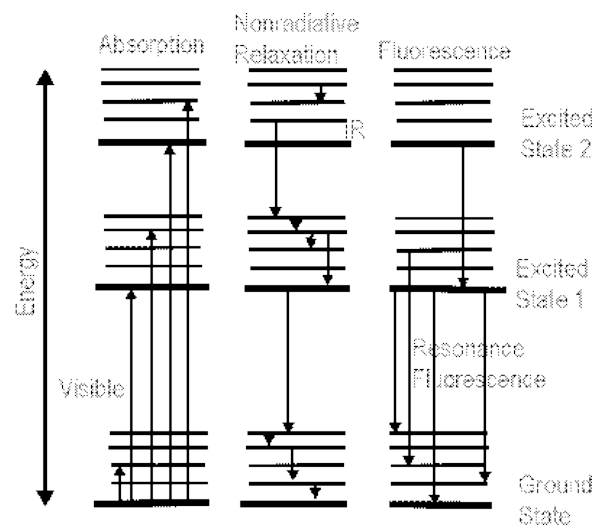 Absorption
Nonradiative
Relaxation
Fluorescence
IR
Excited
State 2
Energy
Excited
State 1
Visible
Resonance
Fluorescence
Ground
State